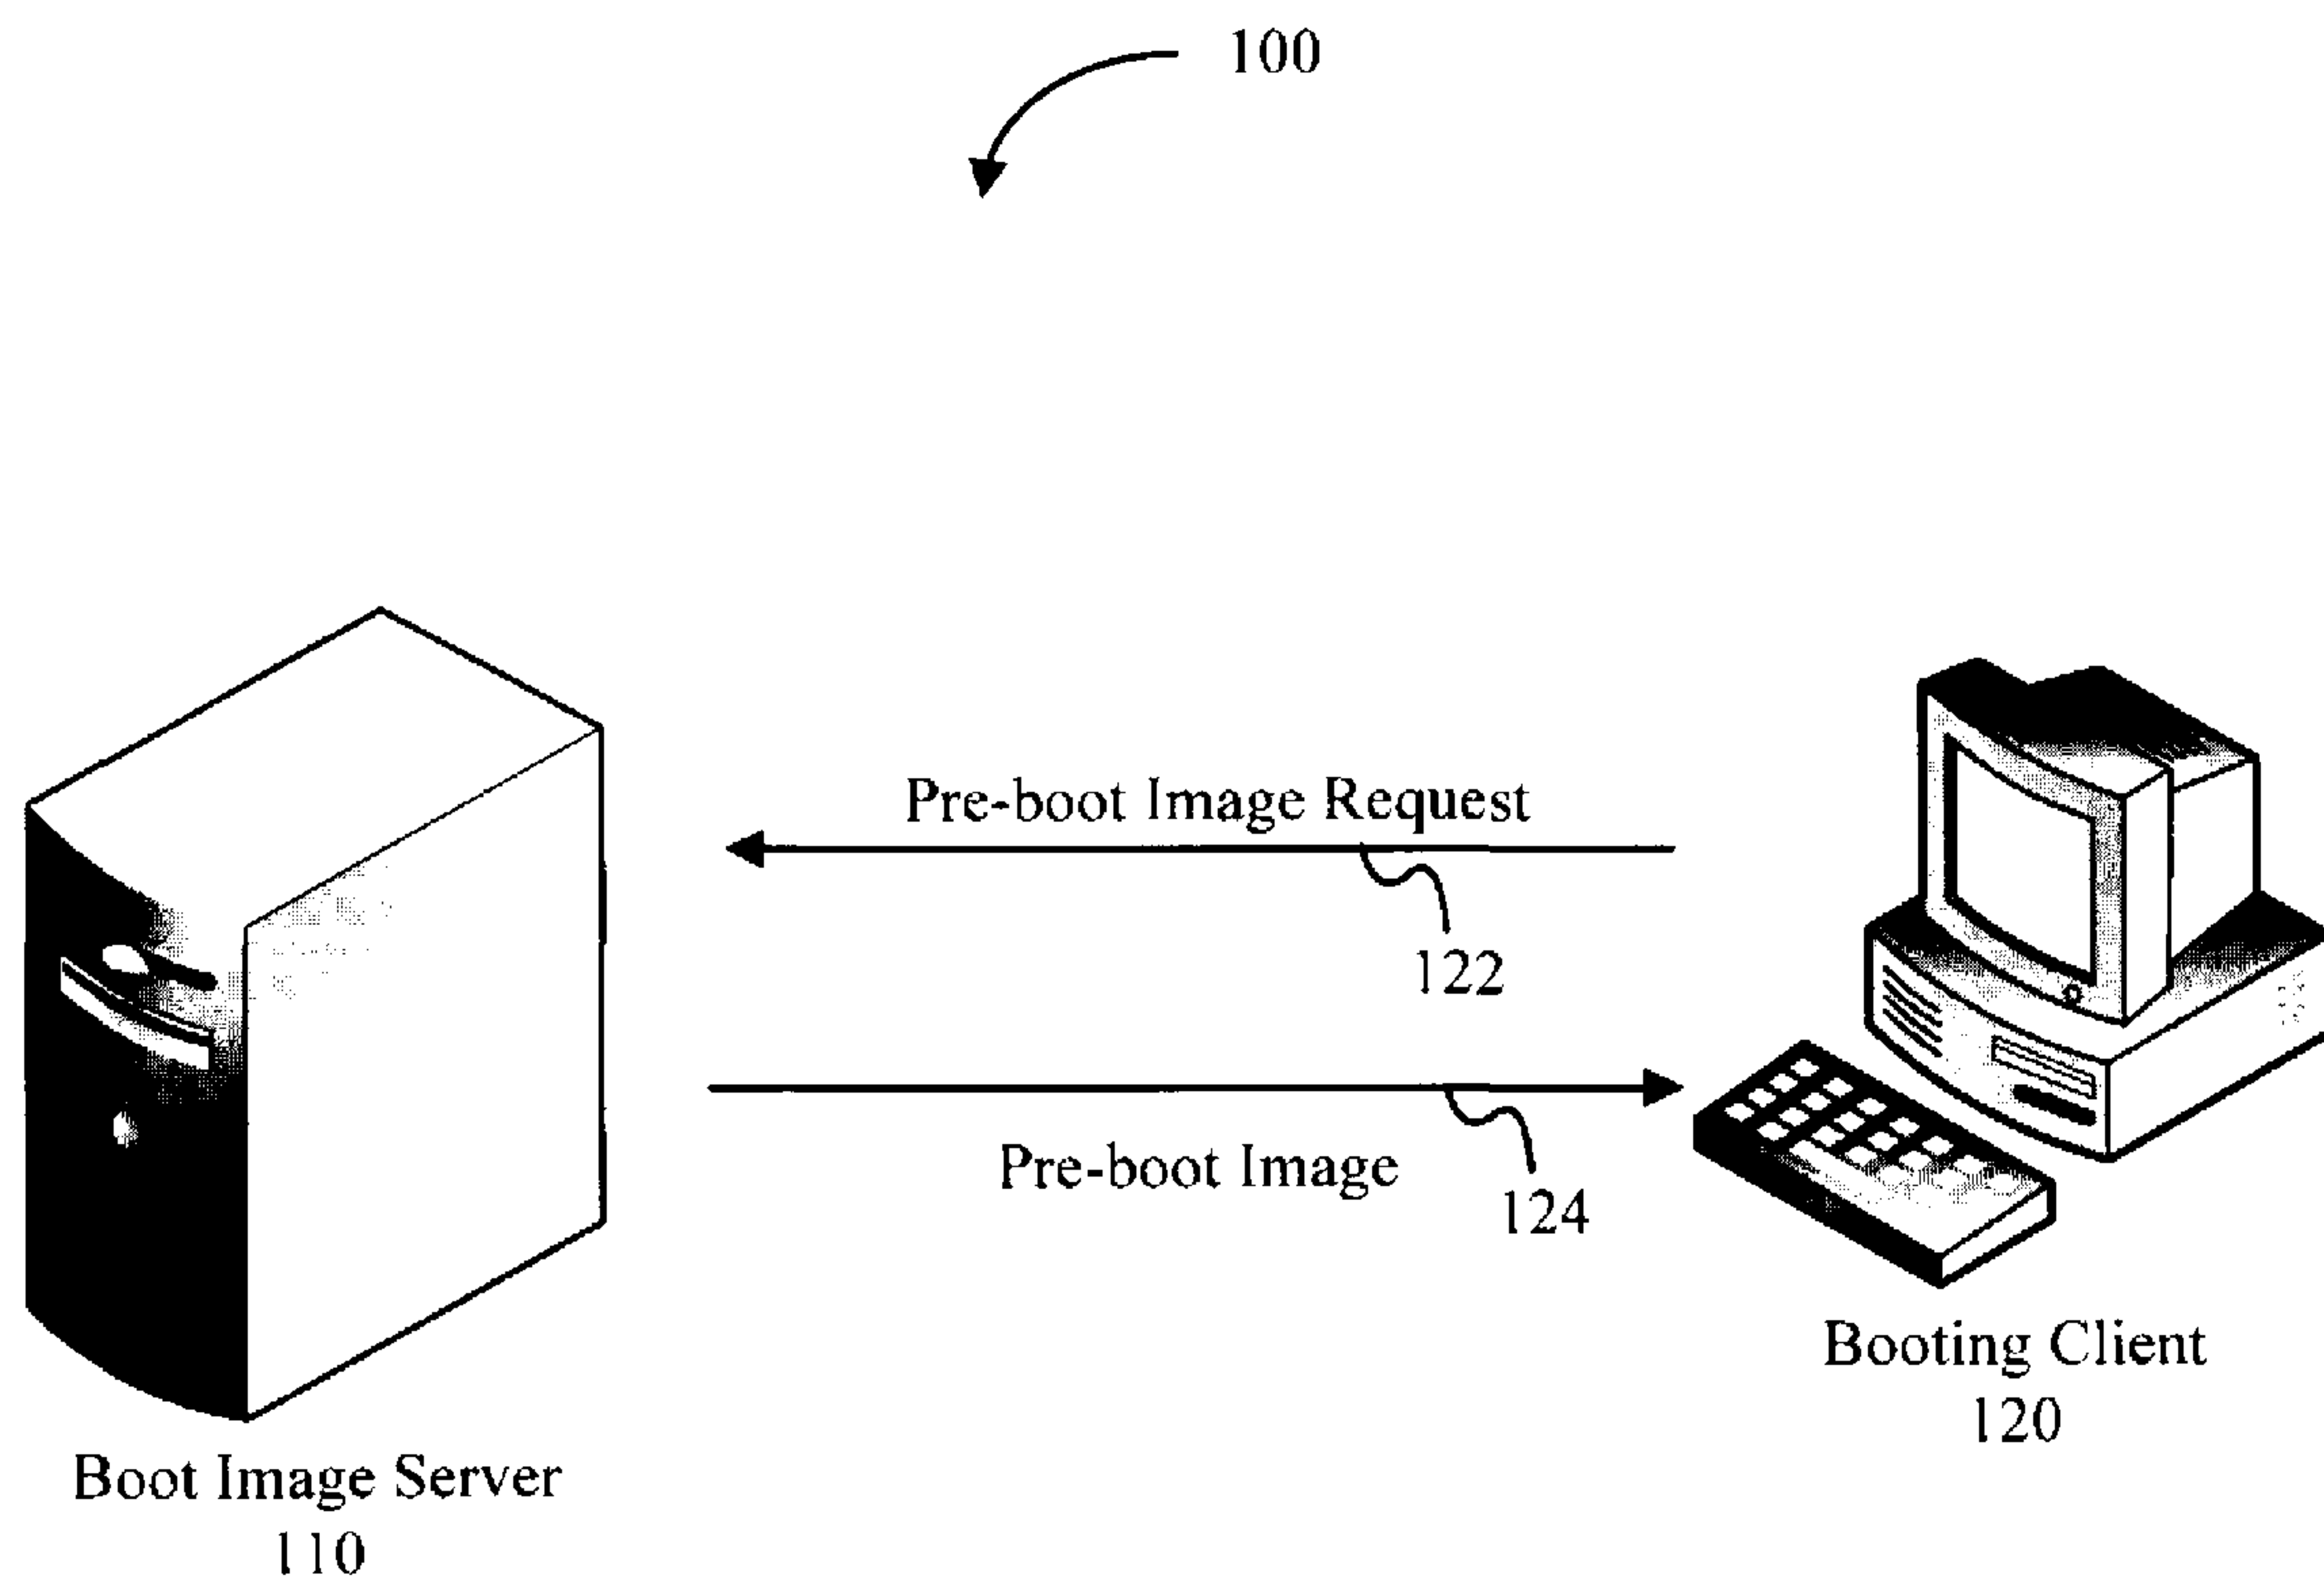 100
Pre-boot Image Request
122
Pre-boot Image
124
Booting Client
120
Boot Image Server
110